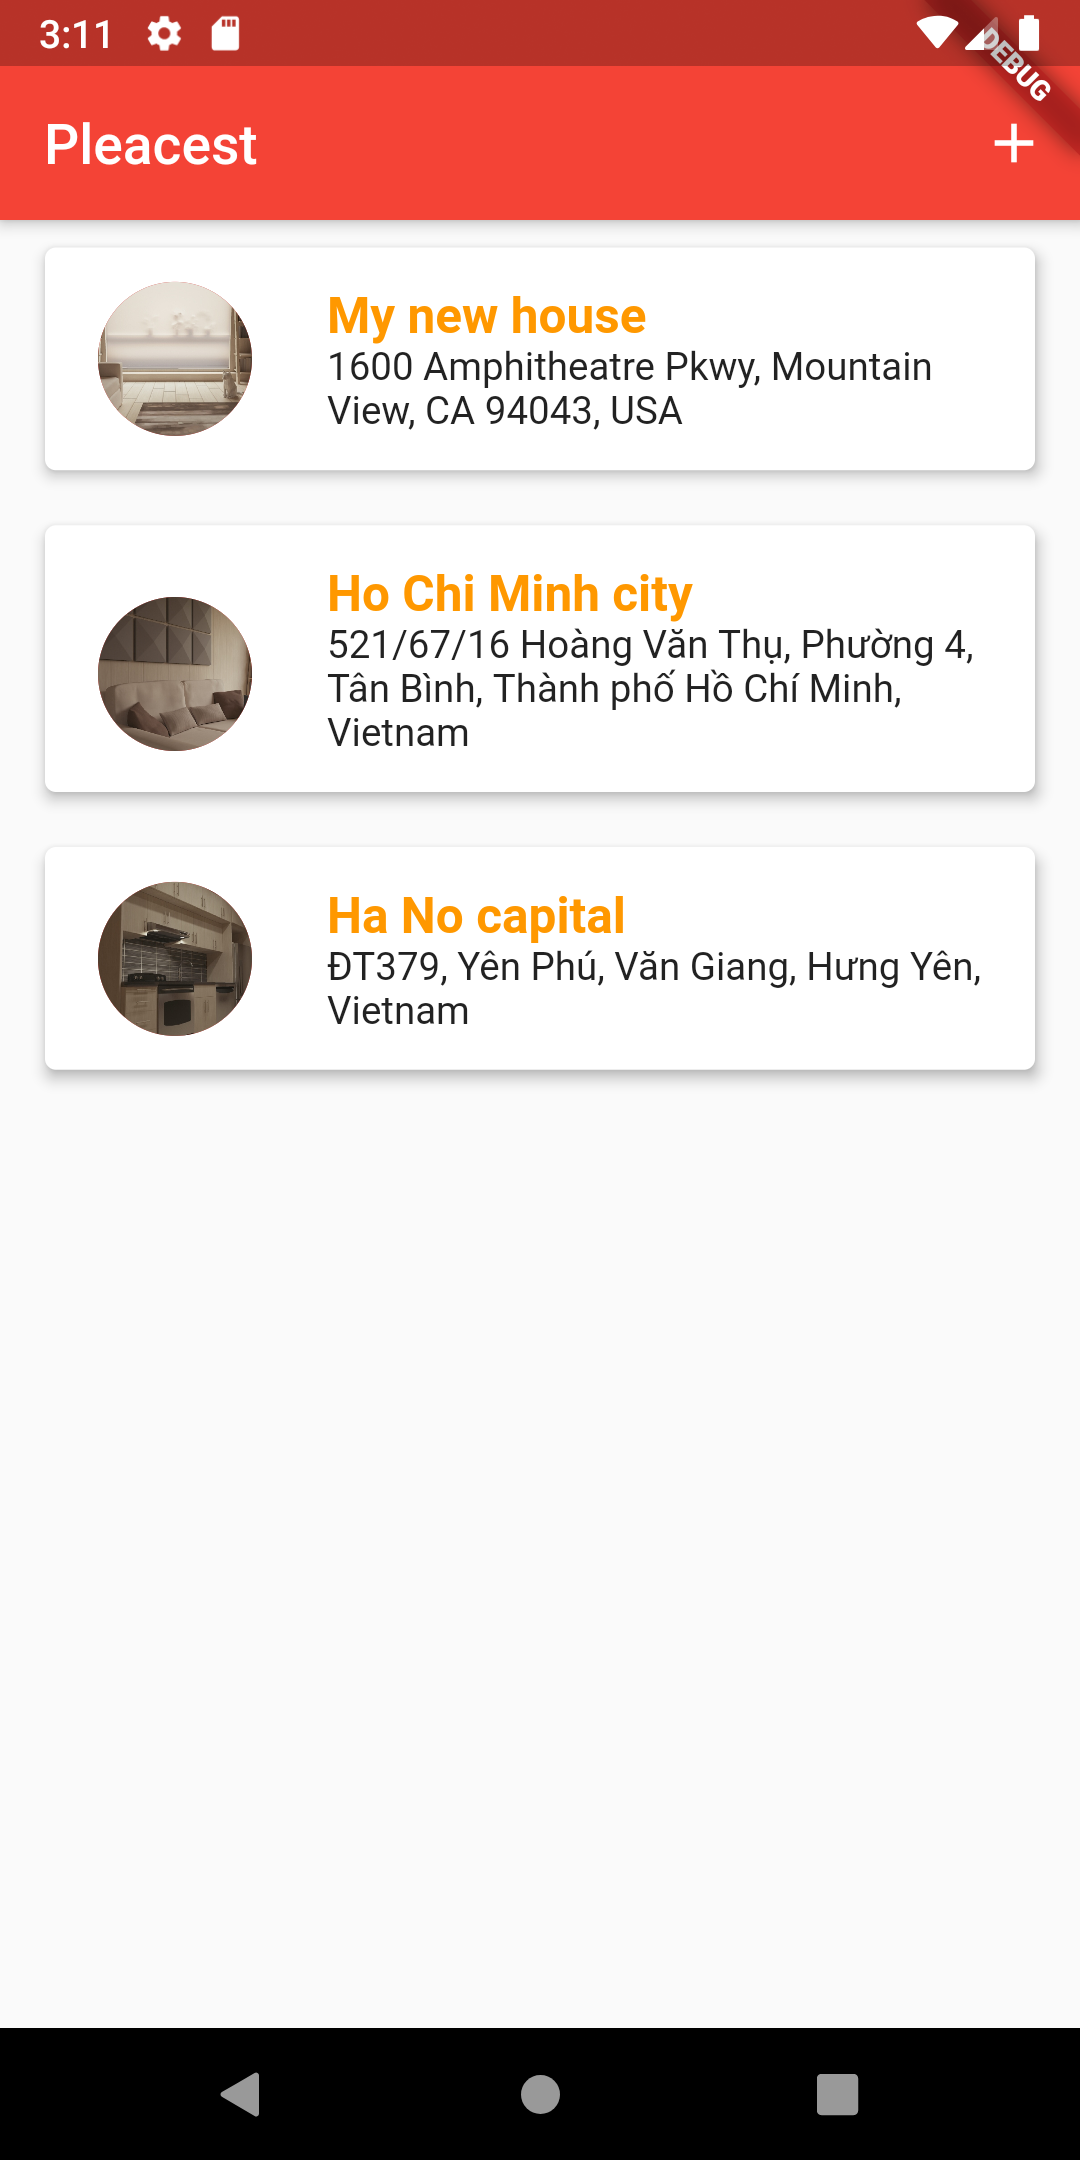 3:11
DEBUG
Pleacest
My new house
1600 Amphitheatre Pkwy, Mountain
View, CA 94043, USA
Ho Chi Minh city
521/67/16 Hoàng Văn Thụ, Phường 4,
Tân Bình, Thành phố Hồ Chí Minh,
Vietnam
Ha No capital
ĐT379, Yên Phú, Văn Giang, Hưng Yên,
Vietnam